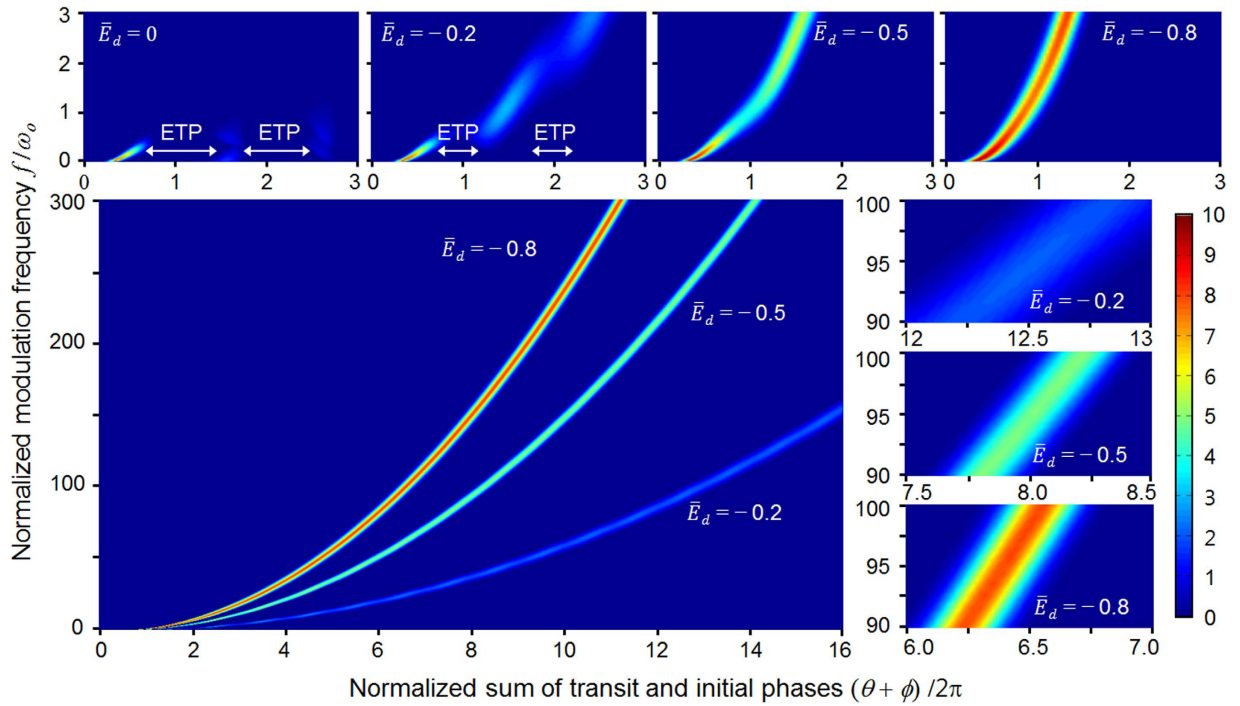 3
2
1
0
Ē_d = 0
ETP
ETP
0 1 2 3
Ē_d = − 0.2
ETP
ETP
0 1 2 3
Ē_d = − 0.5
0 1 2 3
Ē_d = − 0.8
0 1 2 3
Normalized modulation frequency f/ω_o
300
200
100
0
Ē_d = − 0.8
Ē_d = − 0.5
Ē_d = − 0.2
0 2 4 6 8 10 12 14 16
100
95
90
Ē_d = − 0.2
12 12.5 13
100
95
90
Ē_d = − 0.5
7.5 8.0 8.5
100
95
90
Ē_d = − 0.8
6.0 6.5 7.0
10
9
8
7
6
5
4
3
2
1
0
Normalized sum of transit and initial phases (θ + ϕ) /2π